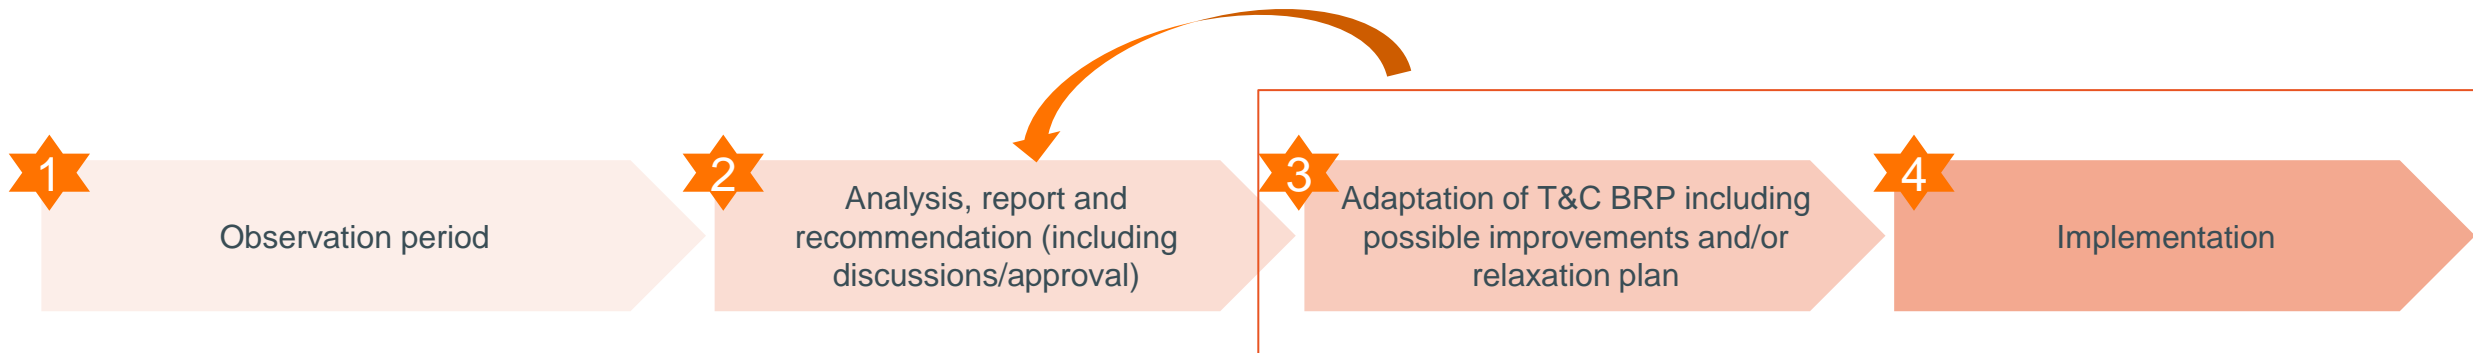 1
Observation period
2
Analysis, report and
recommendation (including
discussions/approval)
3
Adaptation of T&C BRP including
possible improvements and/or
relaxation plan
4
Implementation